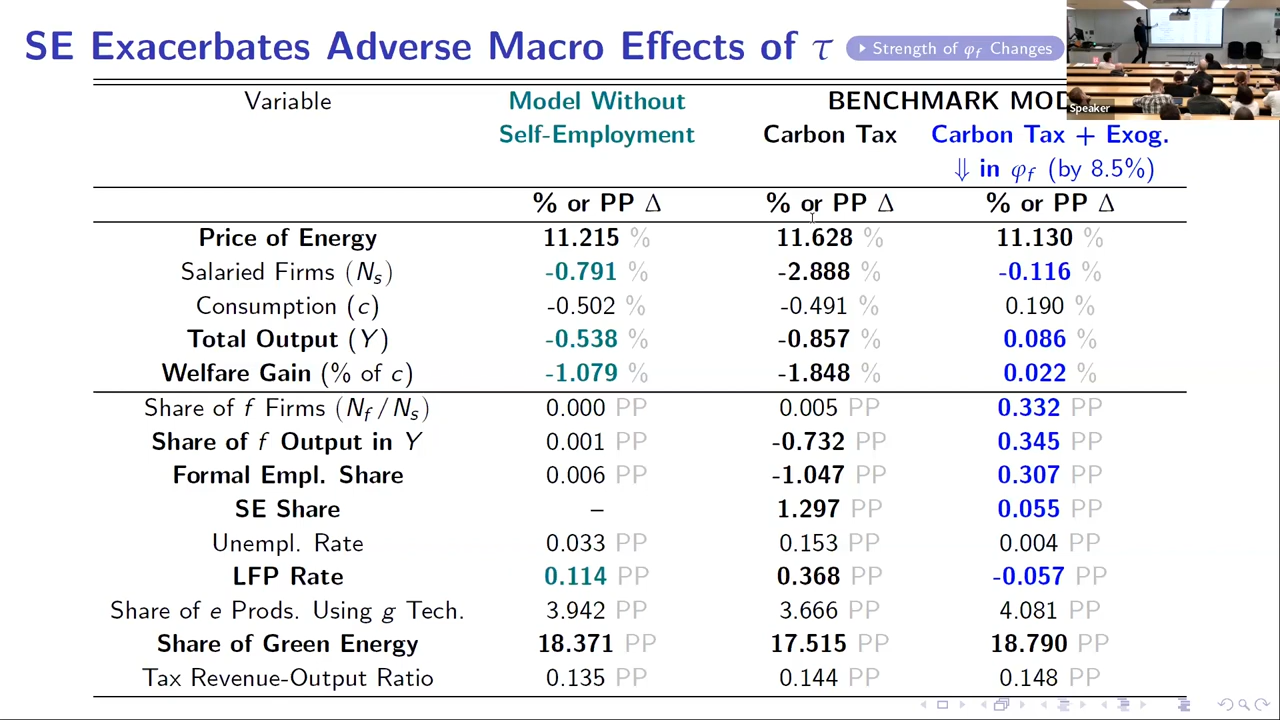 SE Exacerbates Adverse Macro Effects of τ ▸ Strength of φ_f Changes
Speaker
Variable Model Without BENCHMARK MOD
Self-Employment Carbon Tax Carbon Tax + Exog.
⇓ in φ_f (by 8.5%)
% or PP Δ % or PP Δ % or PP Δ
Price of Energy 11.215 % 11.628 % 11.130 %
Salaried Firms (N_s) -0.791 % -2.888 % -0.116 %
Consumption (c) -0.502 % -0.491 % 0.190 %
Total Output (Y) -0.538 % -0.857 % 0.086 %
Welfare Gain (% of c) -1.079 % -1.848 % 0.022 %
Share of f Firms (N_f/N_s) 0.000 PP 0.005 PP 0.332 PP
Share of f Output in Y 0.001 PP -0.732 PP 0.345 PP
Formal Empl. Share 0.006 PP -1.047 PP 0.307 PP
SE Share – 1.297 PP 0.055 PP
Unempl. Rate 0.033 PP 0.153 PP 0.004 PP
LFP Rate 0.114 PP 0.368 PP -0.057 PP
Share of e Prods. Using g Tech. 3.942 PP 3.666 PP 4.081 PP
Share of Green Energy 18.371 PP 17.515 PP 18.790 PP
Tax Revenue-Output Ratio 0.135 PP 0.144 PP 0.148 PP